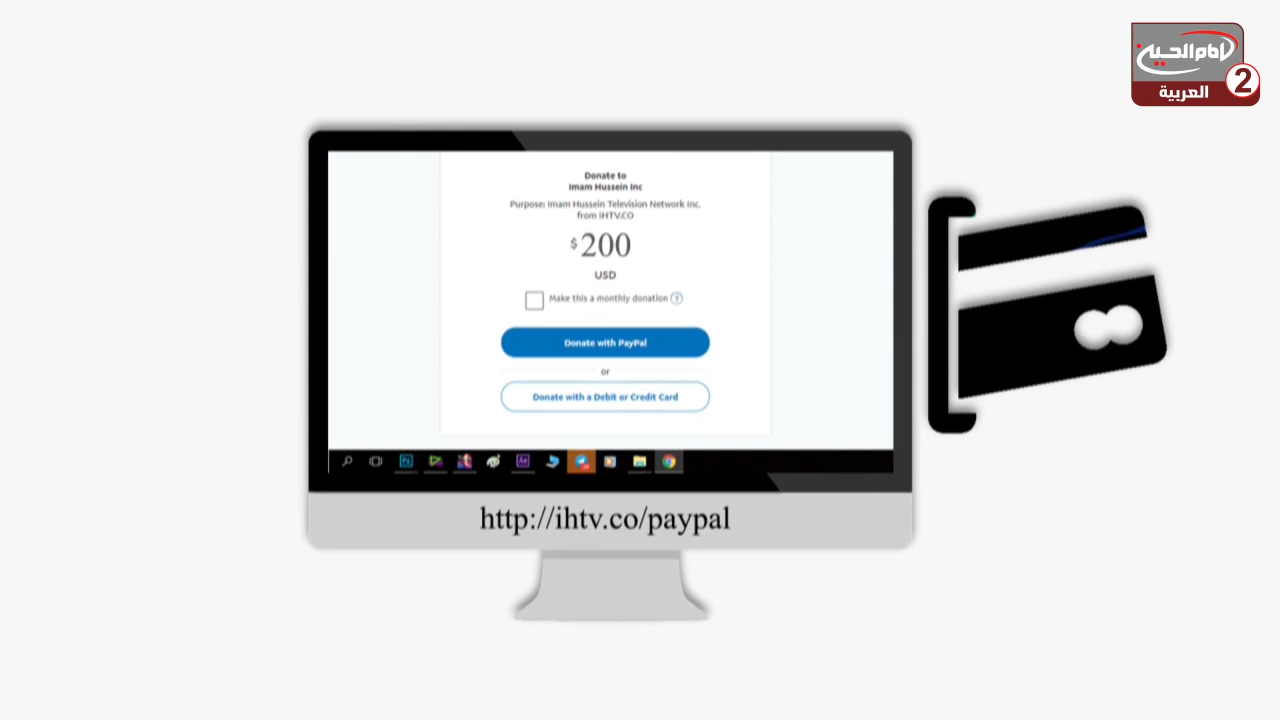 امام الحسين
2
العربية
Donate to
Imam Hussein Inc
Purpose: Imam Hussein Television Network Inc.
from IHTV.CO
$200
USD
Make this a monthly donation ?
Donate with PayPal
or
Donate with a Debit or Credit Card
Ps
Ae
http://ihtv.co/paypal